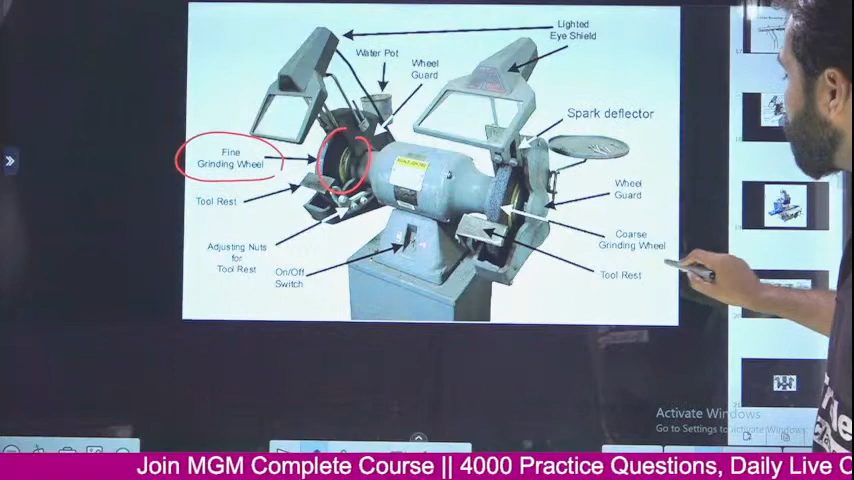 Lighted
Eye Shield
Water Pot
Wheel
Guard
Spark deflector
Fine
Grinding Wheel
Tool Rest
Wheel
Guard
Coarse
Grinding Wheel
Adjusting Nuts
for
Tool Rest
On/Off
Switch
Tool Rest
Activate Windows
Go to Settings to activate Windows.
Join MGM Complete Course || 4000 Practice Questions, Daily Live C